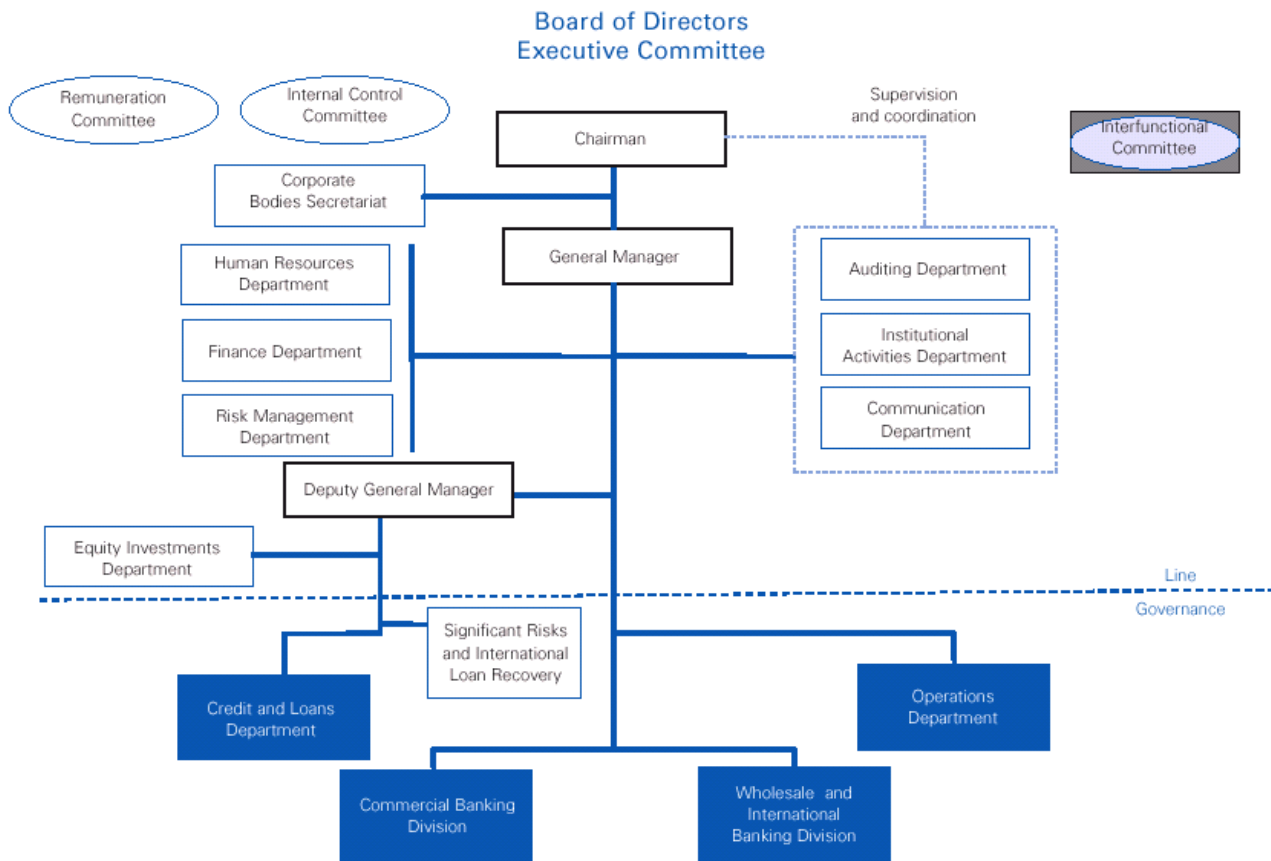 Board of Directors
Executive Committee
Remuneration
Committee
Internal Control
Committee
Supervision
and coordination
Interfunctional
Committee
Chairman
Corporate
Bodies Secretariat
General Manager
Human Resources
Department
Auditing Department
Finance Department
Institutional
Activities Department
Risk Management
Department
Communication
Department
Deputy General Manager
Equity Investments
Department
Line
Governance
Significant Risks
and International
Loan Recovery
Credit and Loans
Department
Operations
Department
Commercial Banking
Division
Wholesale and
International
Banking Division